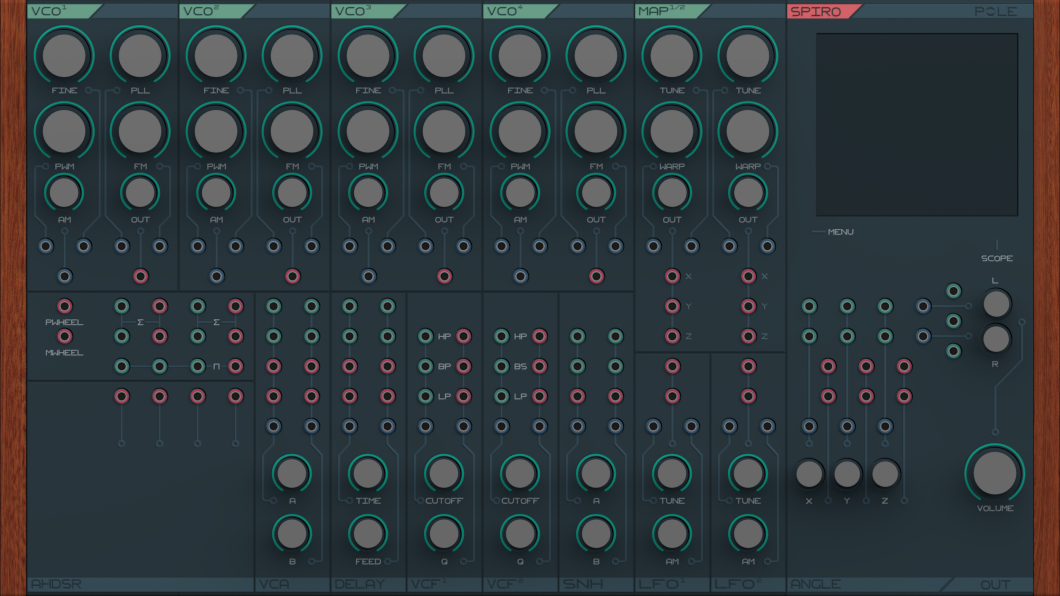 VCO¹ VCO² VCO³ VCO⁴ MAP¹/² SPIRO POLE
FINE PLL FINE PLL FINE PLL FINE PLL TUNE TUNE
PWM FM PWM FM PWM FM PWM FM WARP WARP
AM OUT AM OUT AM OUT AM OUT OUT OUT
MENU
SCOPE
X X
L
PWHEEL Σ Σ Y Y
HP HP Z Z
MWHEEL
BP BS R
Π
LP LP
A TIME CUTOFF CUTOFF A TUNE TUNE X Y Z
VOLUME
B FEED Q Q B AM AM
AHDSR VCA DELAY VCF¹ VCF² SNH LFO¹ LFO² ANGLE OUT